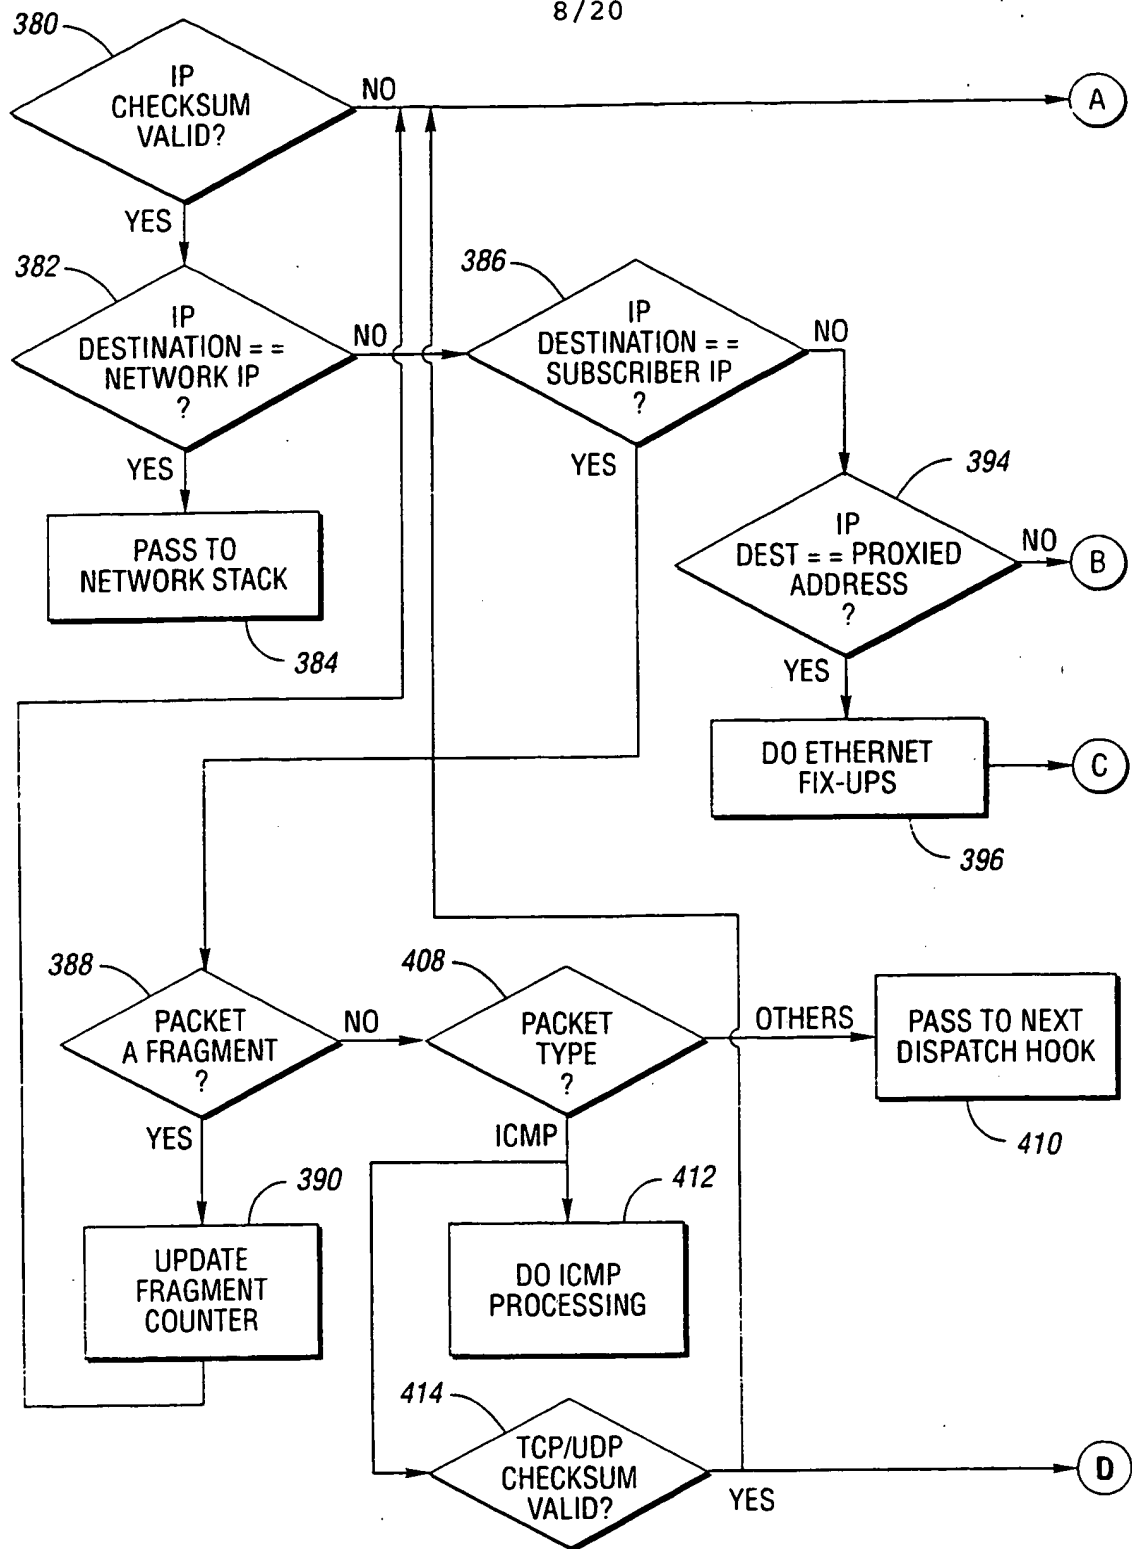 8/20
380
IP
CHECKSUM
VALID?
NO
A
YES
382
IP
DESTINATION ==
NETWORK IP
?
NO
386
IP
DESTINATION ==
SUBSCRIBER IP
?
NO
YES
PASS TO
NETWORK STACK
384
YES
394
IP
DEST == PROXIED
ADDRESS
?
NO
B
YES
DO ETHERNET
FIX-UPS
C
396
388
PACKET
A FRAGMENT
?
NO
408
PACKET
TYPE
?
OTHERS
PASS TO NEXT
DISPATCH HOOK
410
YES
ICMP
390
UPDATE
FRAGMENT
COUNTER
412
DO ICMP
PROCESSING
414
TCP/UDP
CHECKSUM
VALID?
YES
D